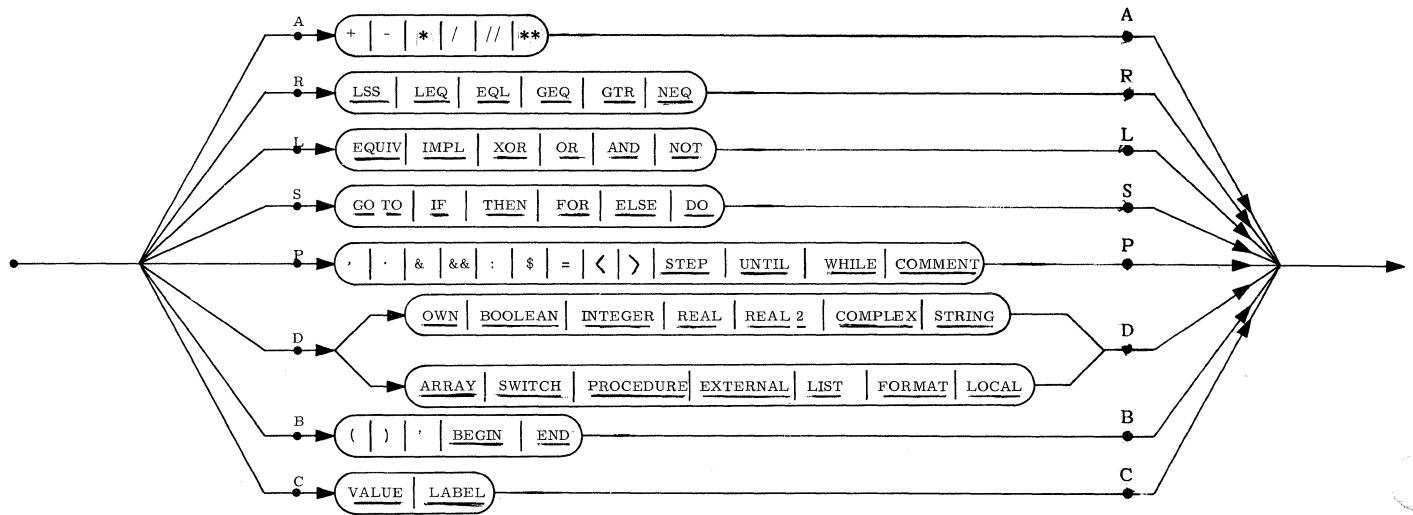 A + | - | * | / | // | ** A
R LSS | LEQ | EQL | GEQ | GTR | NEQ R
L EQUIV | IMPL | XOR | OR | AND | NOT L
S GO TO | IF | THEN | FOR | ELSE | DO S
P , | . | & | && | : | $ | = | < | > | STEP | UNTIL | WHILE | COMMENT P
OWN | BOOLEAN | INTEGER | REAL | REAL 2 | COMPLEX | STRING
D D
ARRAY | SWITCH | PROCEDURE | EXTERNAL | LIST | FORMAT | LOCAL
B ( | ) | ' | BEGIN | END B
C VALUE | LABEL C